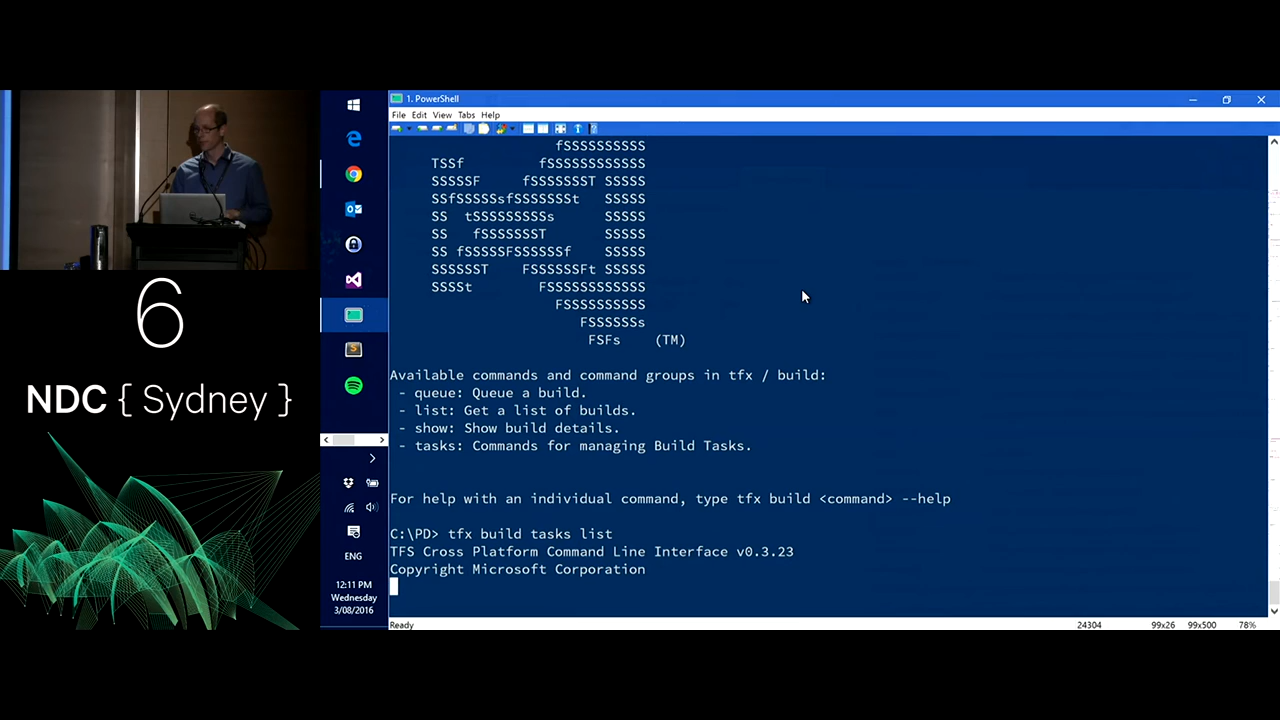 6
NDC { Sydney }
1. PowerShell
File Edit View Tabs Help
fSSSSSSSSSS
TSSf fSSSSSSSSSSSS
SSSSSF fSSSSSSST SSSSS
SSfSSSSSsfSSSSSSSt SSSSS
SS tSSSSSSSSSs SSSSS
SS fSSSSSSST SSSSS
SS fSSSSSFSSSSSSf SSSSS
SSSSSST FSSSSSSFt SSSSS
SSSSt FSSSSSSSSSSSS
FSSSSSSSSSS
FSSSSSSs
FSFs (TM)
Available commands and command groups in tfx / build:
- queue: Queue a build.
- list: Get a list of builds.
- show: Show build details.
- tasks: Commands for managing Build Tasks.
For help with an individual command, type tfx build <command> --help
C:\PD> tfx build tasks list
TFS Cross Platform Command Line Interface v0.3.23
Copyright Microsoft Corporation
Ready 24304 99x26 99x500 78%
ENG
12:11 PM
Wednesday
3/08/2016